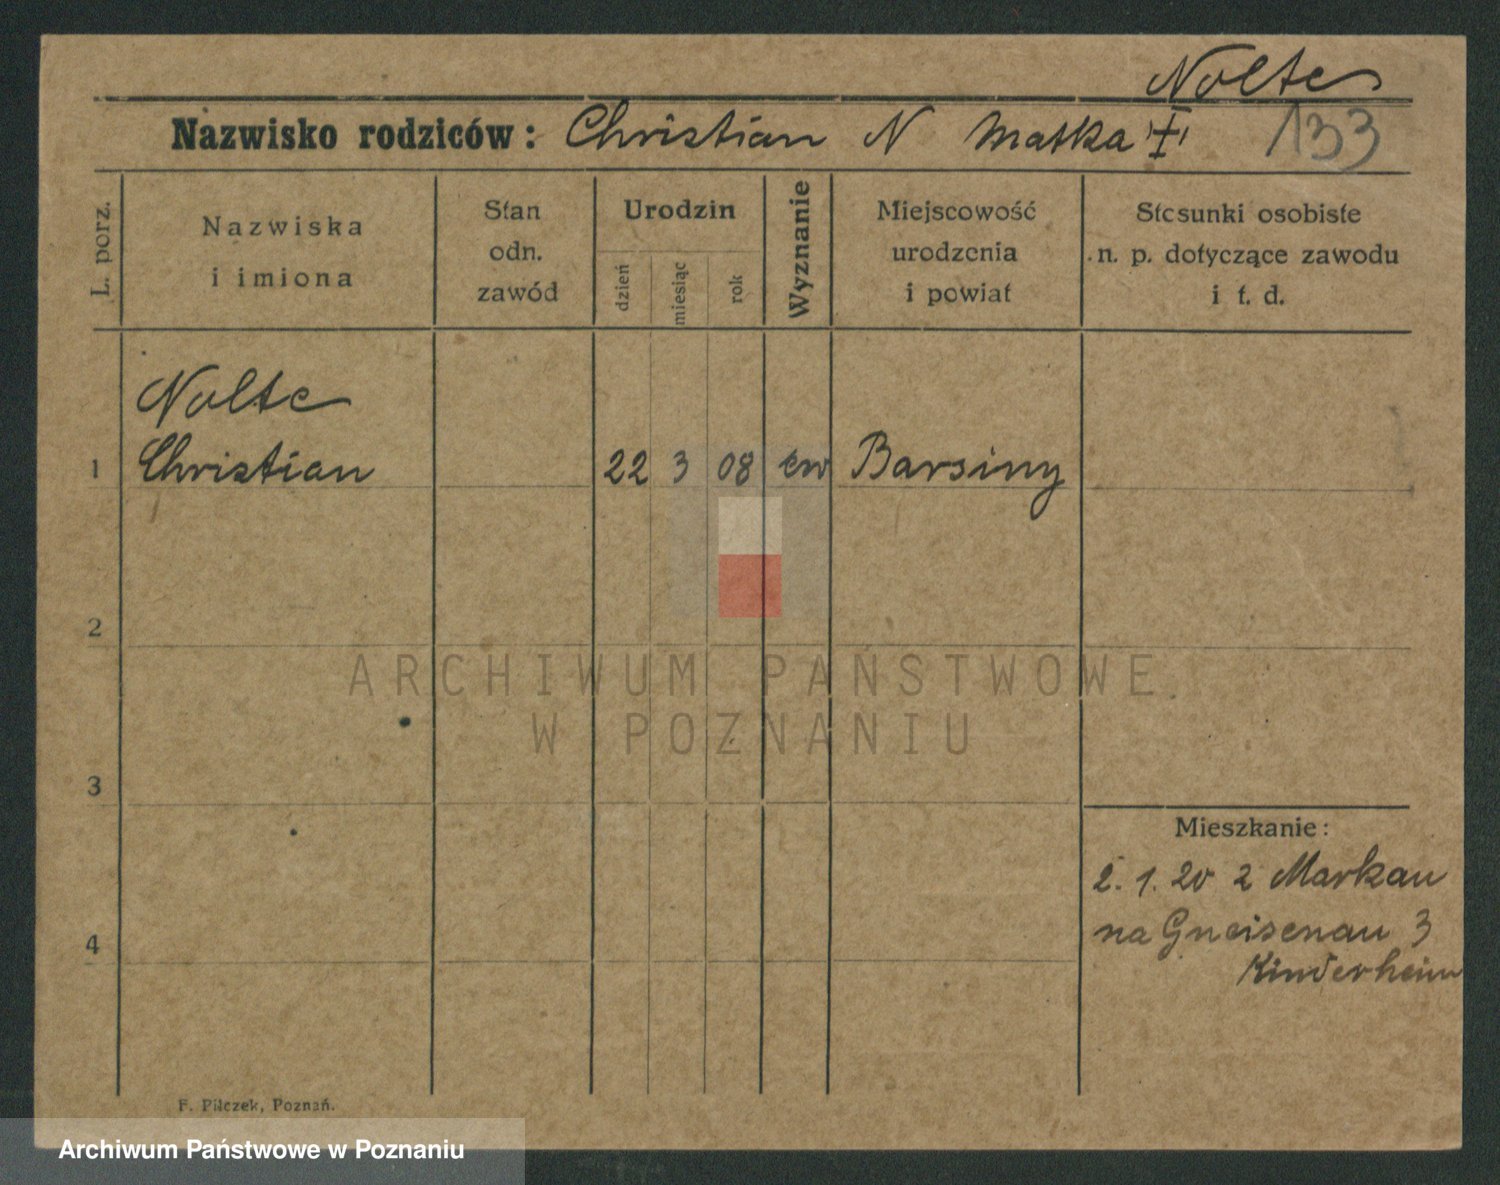 Nolte
Nazwisko rodziców: Christian N Matka
133
L. porz.
Nazwiska
i imiona
Stan
odn.
zawód
Urodzin
dzień
miesiąc
rok
Wyznanie
Miejscowość
urodzenia
i powiat
Stosunki osobiste
n. p. dotyczące zawodu
i t. d.
Nolte
1 Christian 22 3 08 ew Barsiny
2
ARCHIWUM PAŃSTWOWE
W POZNANIU
3
Mieszkanie:
2. 1. 20 z Markau
4 na Gneisenau 3
Kinderheim
F. Pilczek, Poznań.
Archiwum Państwowe w Poznaniu